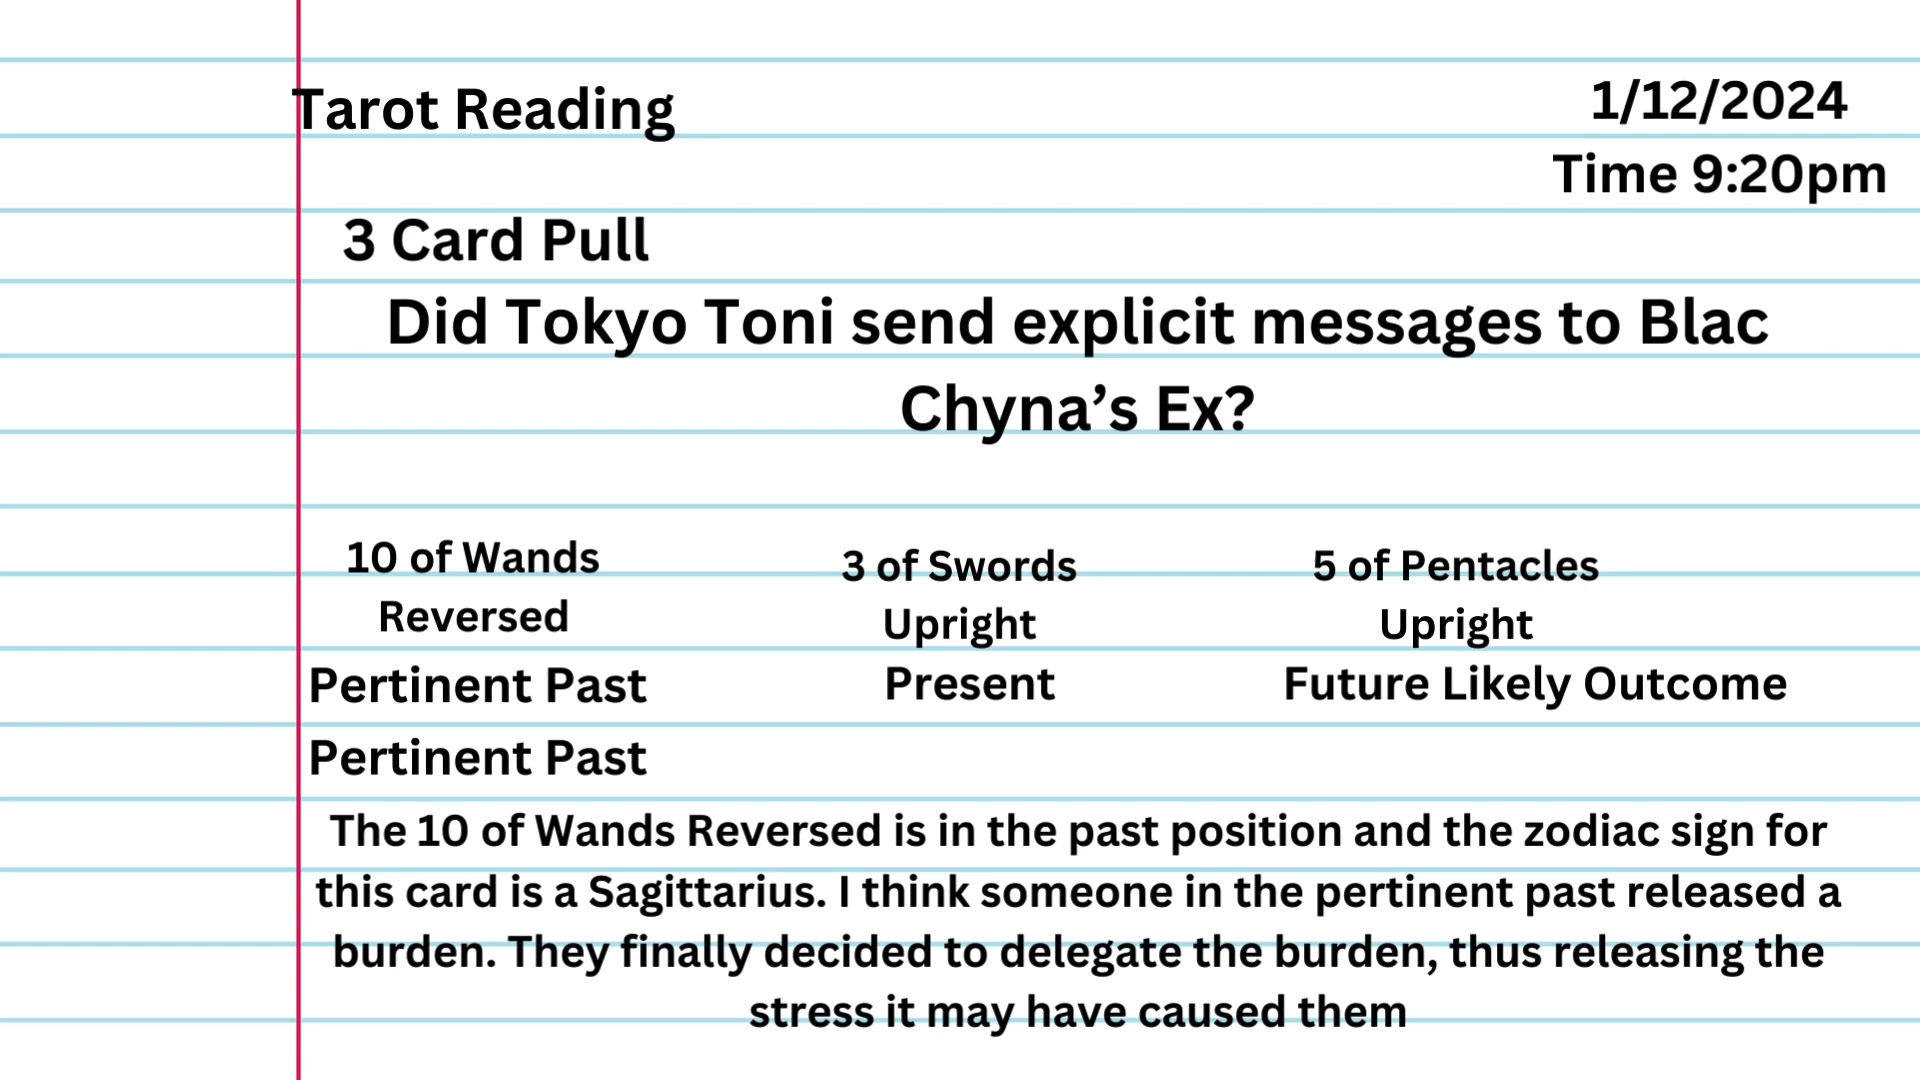 Tarot Reading
1/12/2024
Time 9:20pm
3 Card Pull
Did Tokyo Toni send explicit messages to Blac
Chyna’s Ex?
10 of Wands
Reversed
3 of Swords
Upright
5 of Pentacles
Upright
Pertinent Past
Present
Future Likely Outcome
Pertinent Past
The 10 of Wands Reversed is in the past position and the zodiac sign for
this card is a Sagittarius. I think someone in the pertinent past released a
burden. They finally decided to delegate the burden, thus releasing the
stress it may have caused them